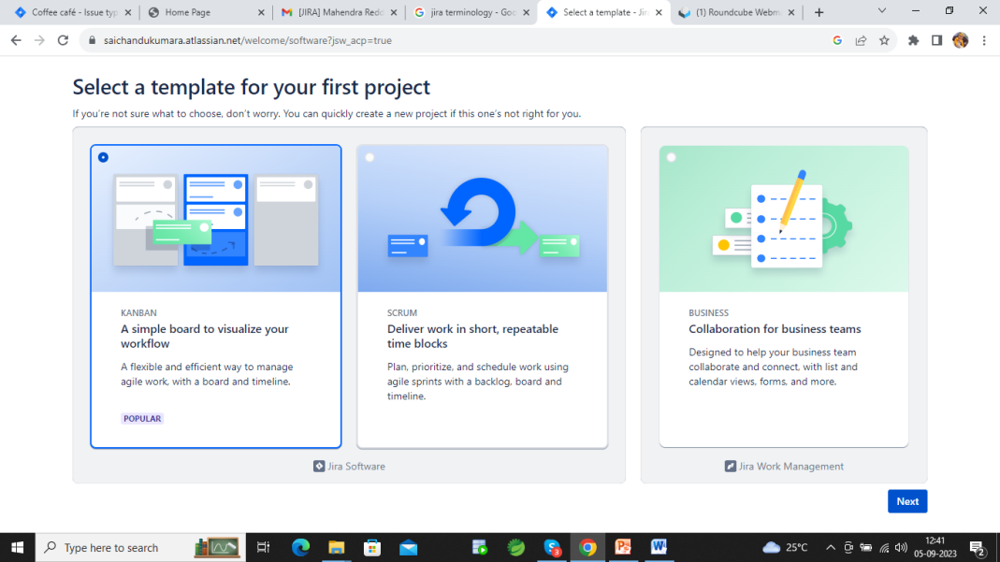 Coffee café - Issue typ
Home Page
[JIRA] Mahendra Redd
jira terminology - Goo
Select a template - Jira
(1) Roundcube Webm
saichandukumara.atlassian.net/welcome/software?jsw_acp=true
Select a template for your first project
If you're not sure what to choose, don't worry. You can quickly create a new project if this one's not right for you.
KANBAN
A simple board to visualize your
workflow
A flexible and efficient way to manage
agile work, with a board and timeline.
POPULAR
SCRUM
Deliver work in short, repeatable
time blocks
Plan, prioritize, and schedule work using
agile sprints with a backlog, board and
timeline.
Jira Software
BUSINESS
Collaboration for business teams
Designed to help your business team
collaborate and connect, with list and
calendar views, forms, and more.
Jira Work Management
Next
Type here to search
3
25°C
12:41
05-09-2023
2